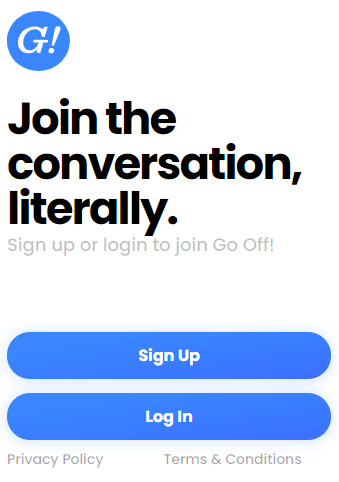 G!
Join the
conversation,
literally.
Sign up or login to join Go Off!
Sign Up
Log In
Privacy Policy
Terms & Conditions